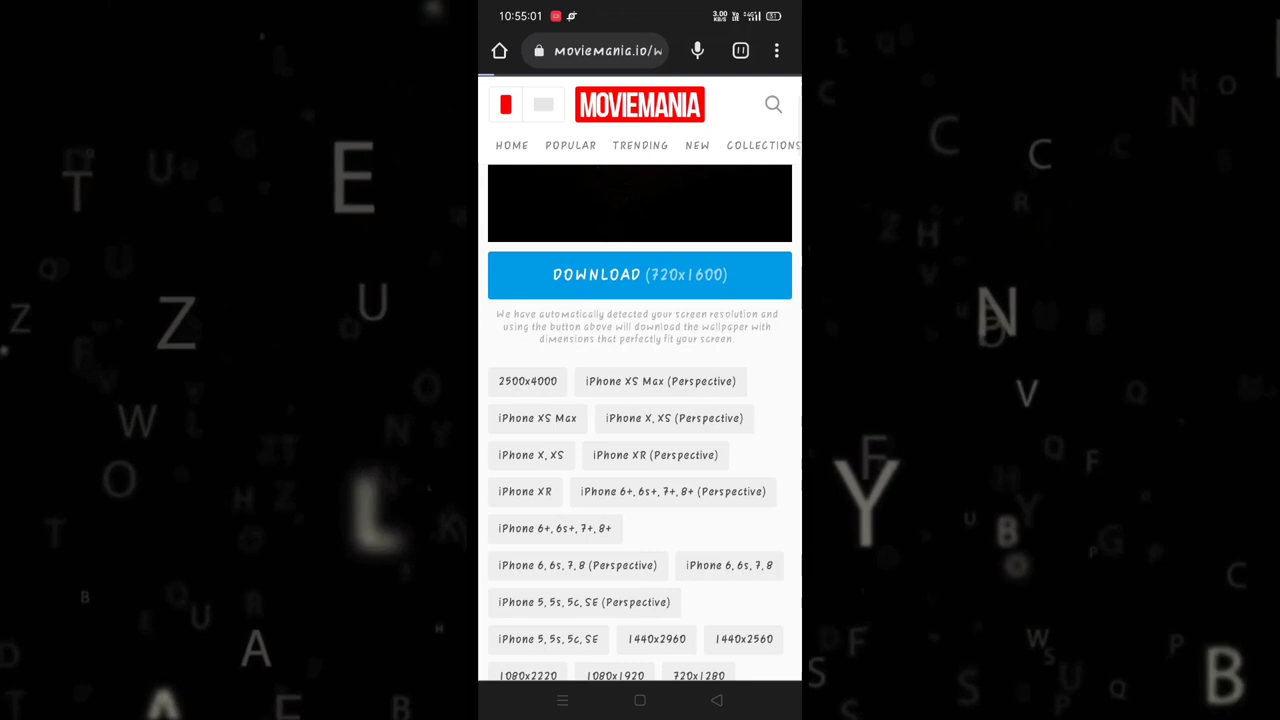 10:55:01 3.00 KB/S 31
moviemania.io/w
MOVIEMANIA
HOME POPULAR TRENDING NEW COLLECTIONS
DOWNLOAD (720x1600)
We have automatically detected your screen resolution and
using the button above will download the wallpaper with
dimensions that perfectly fit your screen.
2500x4000 iPhone XS Max (Perspective)
iPhone XS Max iPhone X, XS (Perspective)
iPhone X, XS iPhone XR (Perspective)
iPhone XR iPhone 6+, 6s+, 7+, 8+ (Perspective)
iPhone 6+, 6s+, 7+, 8+
iPhone 6, 6s, 7, 8 (Perspective) iPhone 6, 6s, 7, 8
iPhone 5, 5s, 5c, SE (Perspective)
iPhone 5, 5s, 5c, SE 1440x2960 1440x2560
1080x2220 1080x1920 720x1280